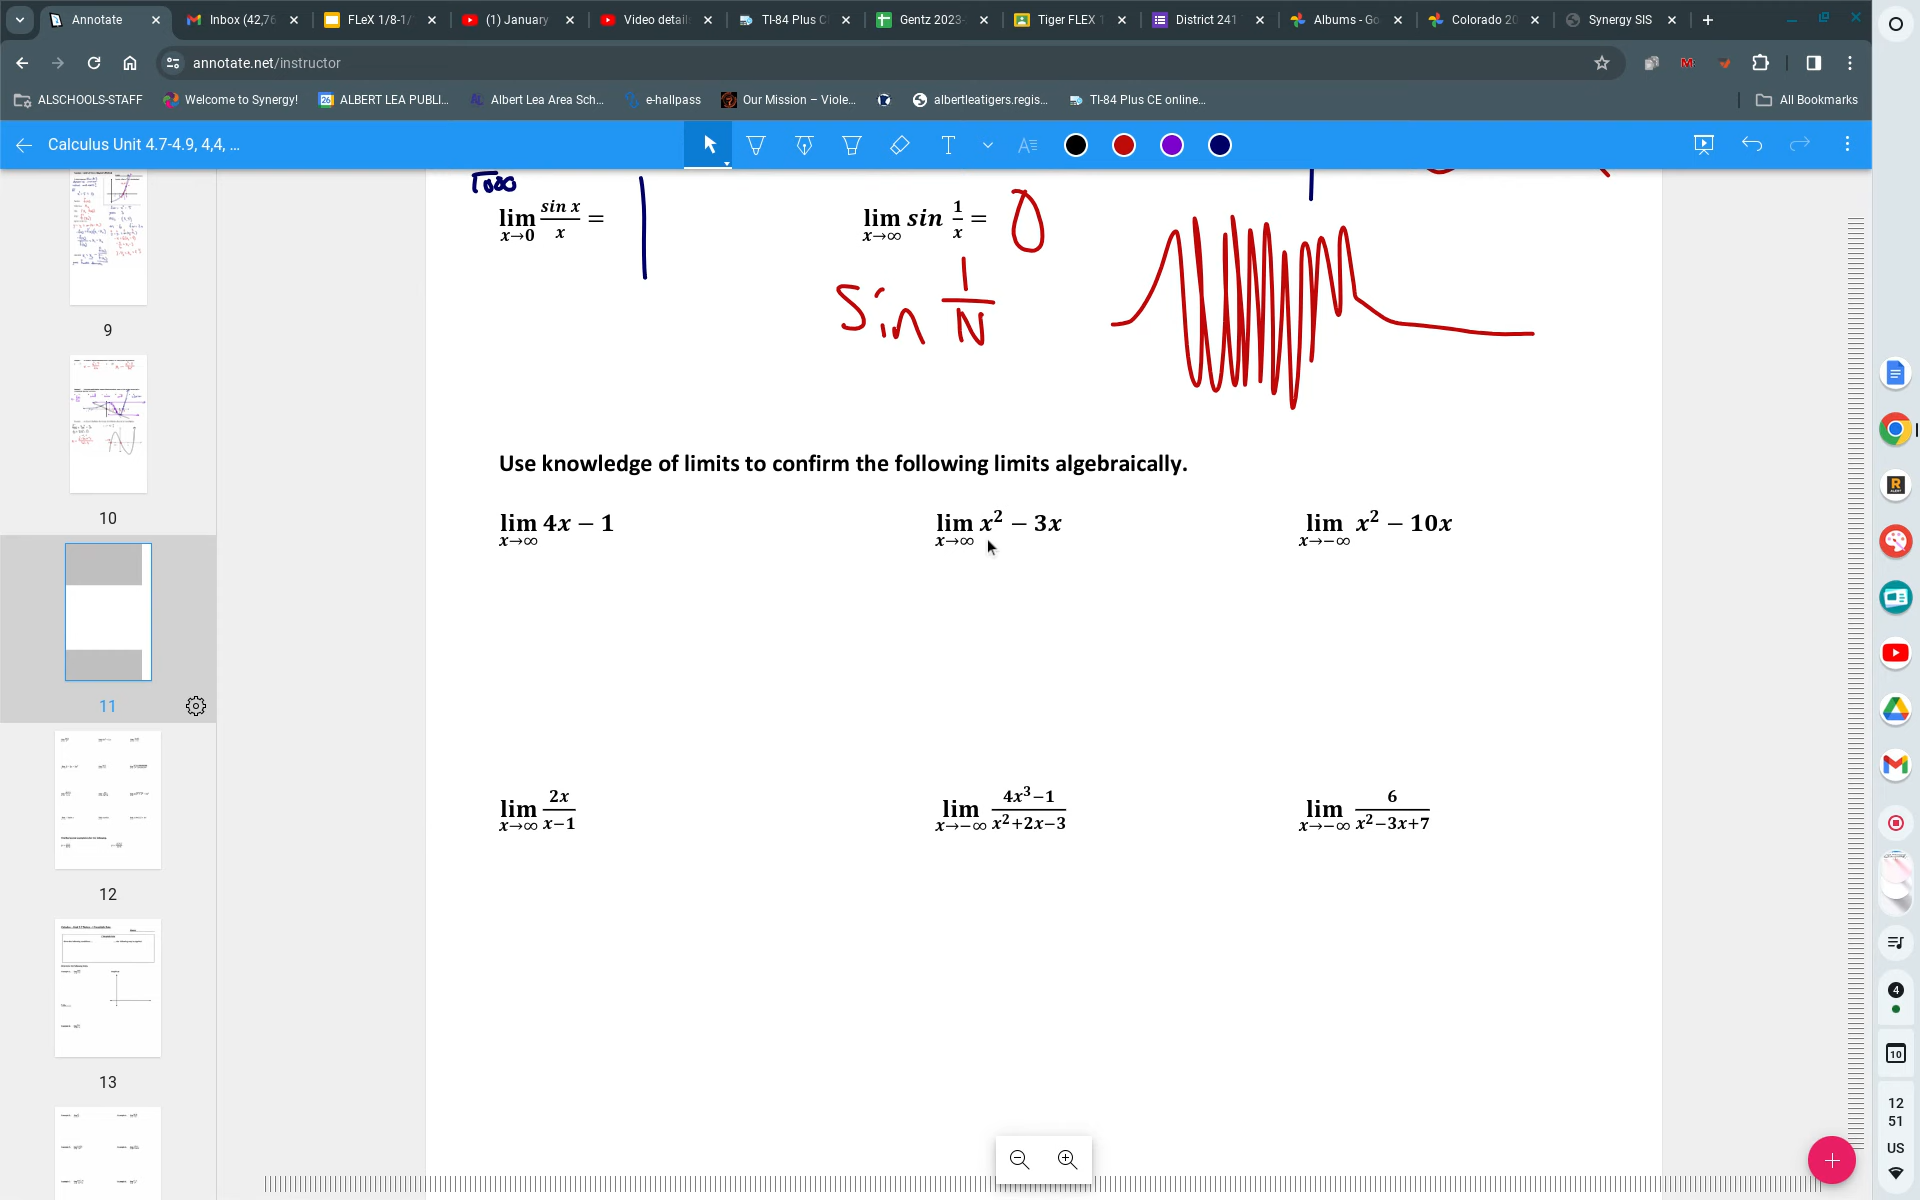 Annotate
Inbox (42,76
FLeX 1/8-1/
(1) January
Video detail
TI-84 Plus C
Gentz 2023-
Tiger FLEX 1
District 241
Albums - Go
Colorado 20
Synergy SIS
annotate.net/instructor
ALSCHOOLS-STAFF
Welcome to Synergy!
ALBERT LEA PUBLI...
Albert Lea Area Sch...
e-hallpass
Our Mission – Viole...
albertleatigers.regis...
TI-84 Plus CE online...
All Bookmarks
Calculus Unit 4.7-4.9, 4,4, ...
lim x→0 sin x / x = 1
lim x→∞ sin 1/x = 0
Sin 1/N
Use knowledge of limits to confirm the following limits algebraically.
lim x→∞ 4x − 1
lim x→∞ x² − 3x
lim x→−∞ x² − 10x
lim x→∞ 2x / x−1
lim x→−∞ 4x³−1 / x²+2x−3
lim x→−∞ 6 / x²−3x+7
9
10
11
12
13
4
10
12
51
US